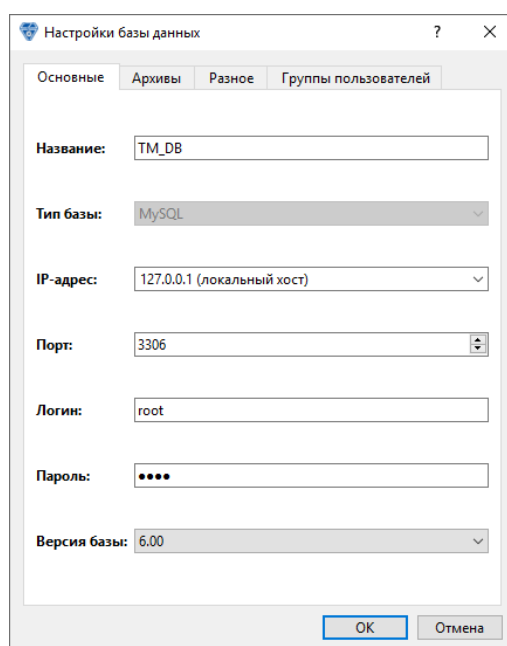 Настройки базы данных
Основные Архивы Разное Группы пользователей
Название: TM_DB
Тип базы: MySQL
IP-адрес: 127.0.0.1 (локальный хост)
Порт: 3306
Логин: root
Пароль: ●●●●
Версия базы: 6.00
OK Отмена